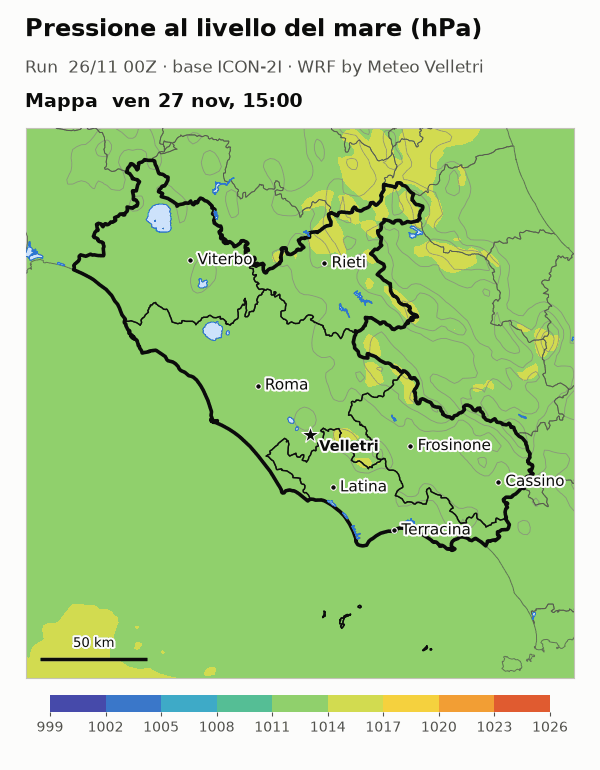 Pressione al livello del mare (hPa)
Run 26/11 00Z · base ICON-2I · WRF by Meteo Velletri
Mappa ven 27 nov, 15:00
Viterbo
Rieti
Roma
Velletri
Frosinone
Latina
Cassino
Terracina
50 km
999 1002 1005 1008 1011 1014 1017 1020 1023 1026